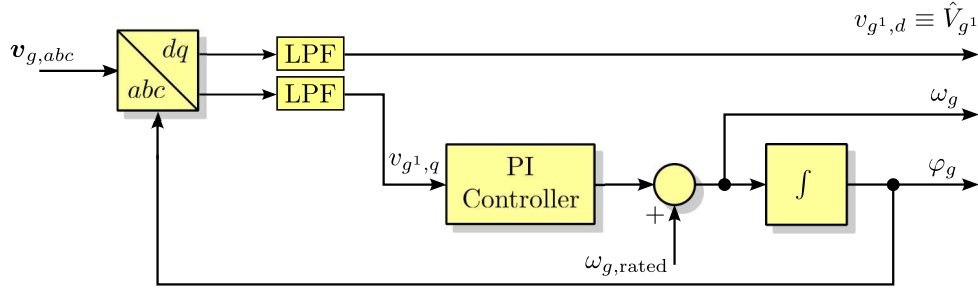 v_{g^1,d} ≡ V̂_{g^1}
𝒗_{g,abc}
dq
abc
LPF
LPF
ω_g
v_{g^1,q}
PI
Controller
∫
φ_g
+
ω_{g,rated}